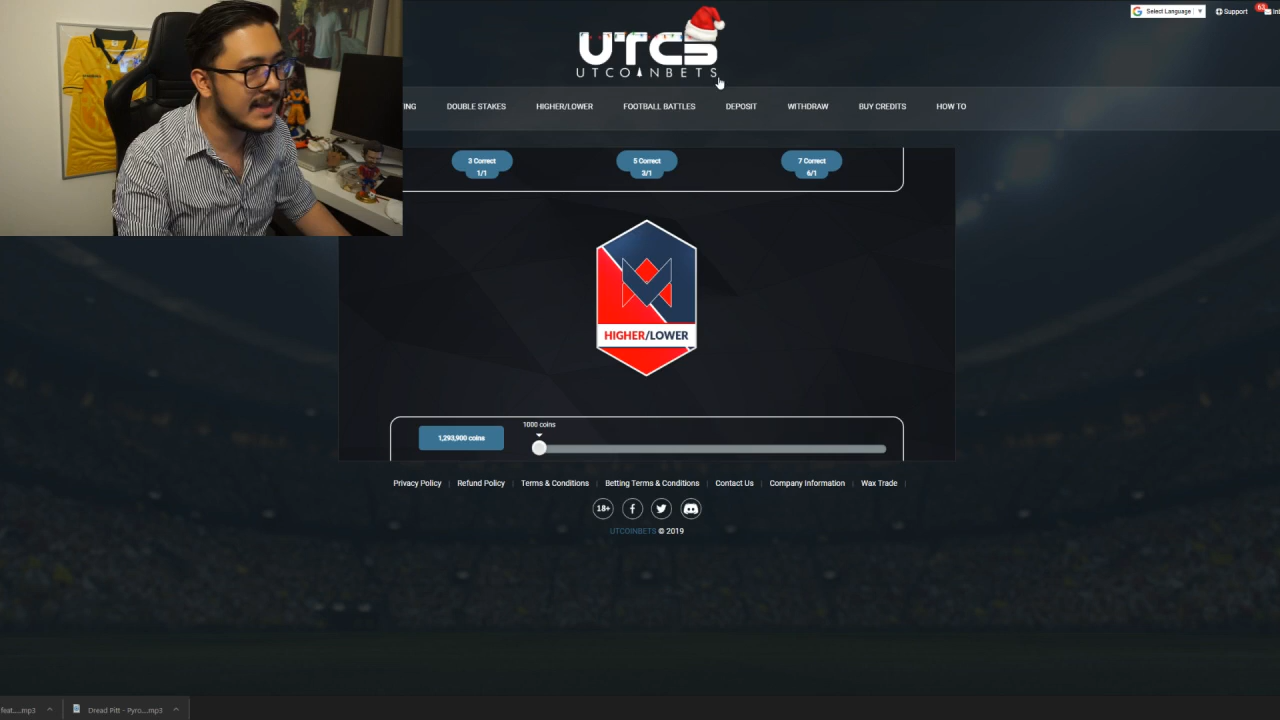 Select Language
Support
63
UTCB
UTCOINBETS
ING
DOUBLE STAKES
HIGHER/LOWER
FOOTBALL BATTLES
DEPOSIT
WITHDRAW
BUY CREDITS
HOW TO
3 Correct
1/1
5 Correct
3/1
7 Correct
6/1
HIGHER/LOWER
1000 coins
1,293,900 coins
Privacy Policy
Refund Policy
Terms & Conditions
Betting Terms & Conditions
Contact Us
Company Information
Wax Trade
18+
UTCOINBETS © 2019
feat.....mp3
Dread Pitt - Pyro....mp3